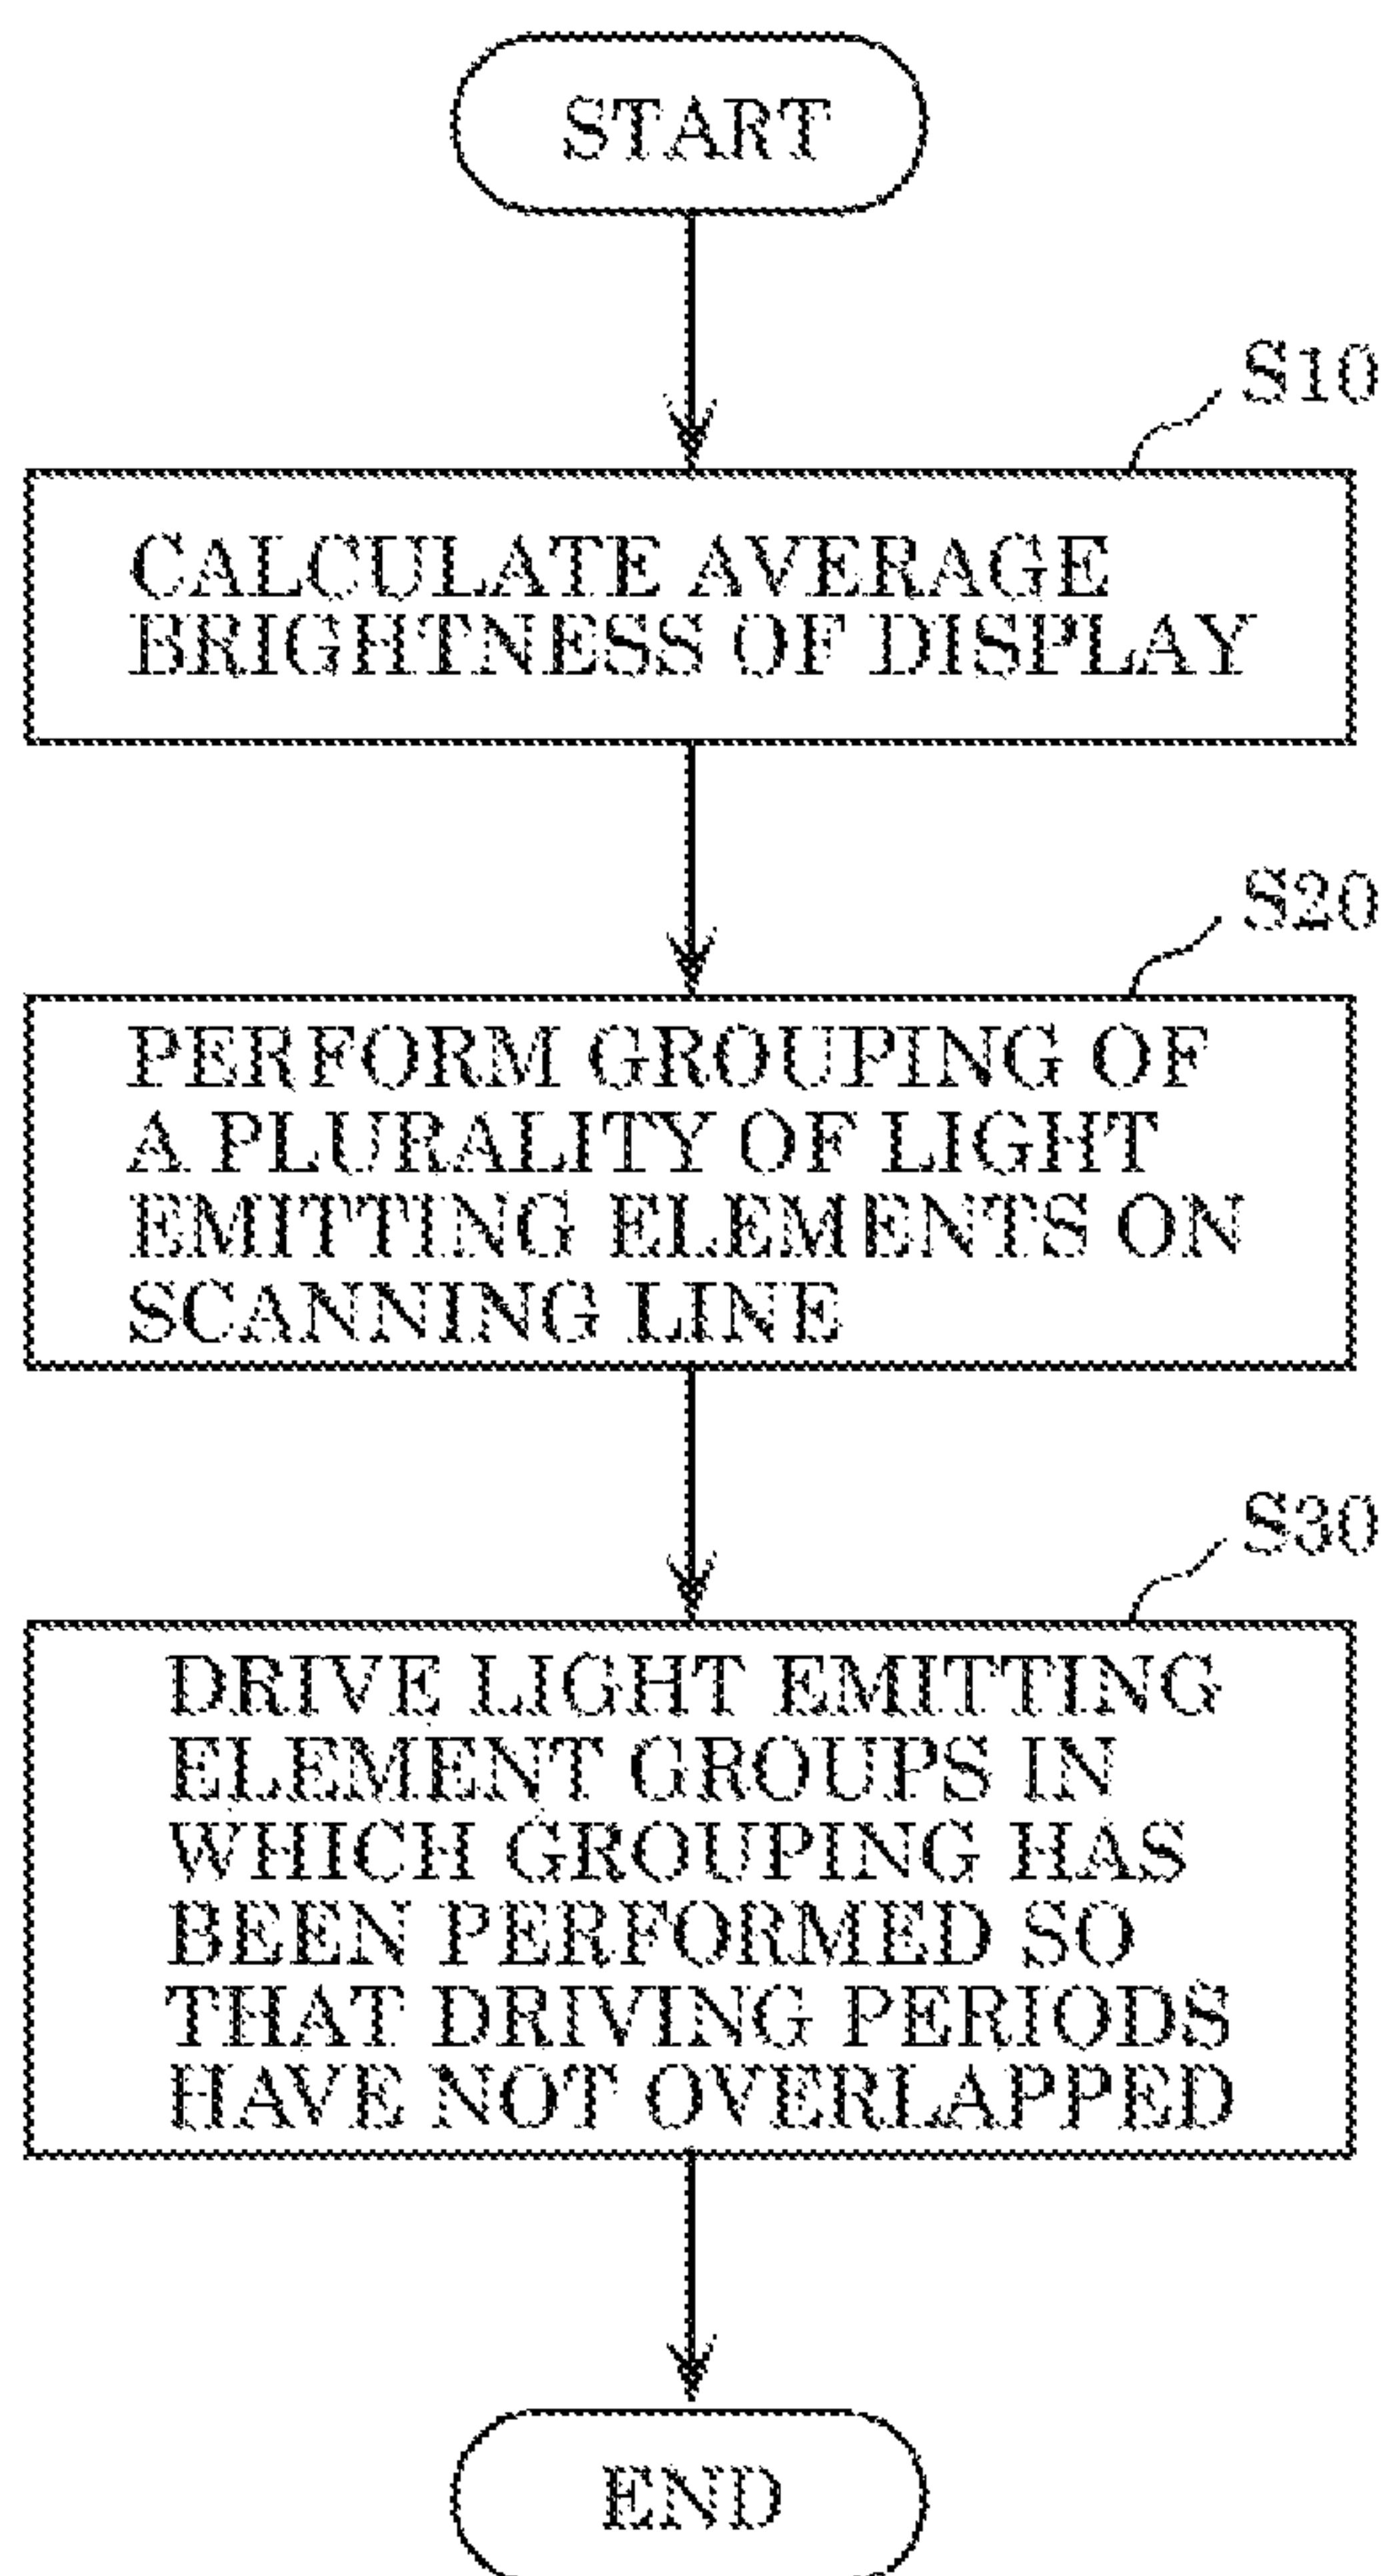 START
S10
CALCULATE AVERAGE
BRIGHTNESS OF DISPLAY
S20
PERFORM GROUPING OF
A PLURALITY OF LIGHT
EMITTING ELEMENTS ON
SCANNING LINE
S30
DRIVE LIGHT EMITTING
ELEMENT GROUPS IN
WHICH GROUPING HAS
BEEN PERFORMED SO
THAT DRIVING PERIODS
HAVE NOT OVERLAPPED
END